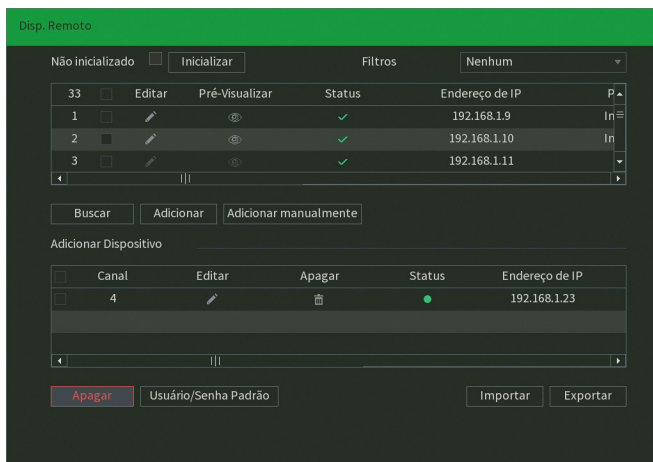 Disp. Remoto
Não inicializado Inicializar Filtros Nenhum
33 Editar Pré-Visualizar Status Endereço de IP P
1 192.168.1.9 In
2 192.168.1.10 In
3 192.168.1.11
Buscar Adicionar Adicionar manualmente
Adicionar Dispositivo
Canal Editar Apagar Status Endereço de IP
4 192.168.1.23
Apagar Usuário/Senha Padrão Importar Exportar